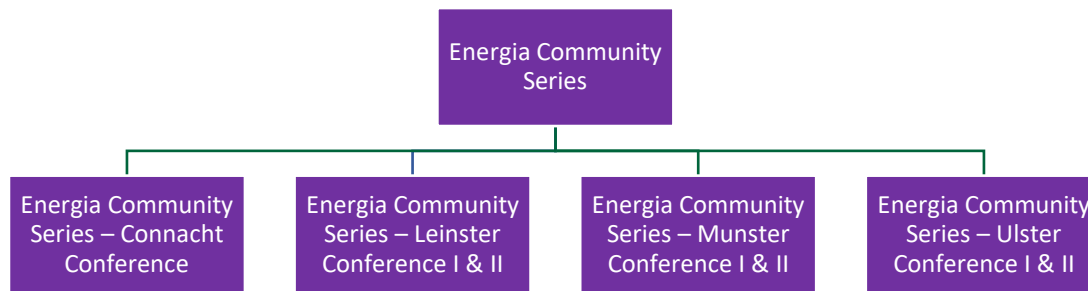 Energia Community
Series
Energia Community
Series – Connacht
Conference
Energia Community
Series – Leinster
Conference I & II
Energia Community
Series – Munster
Conference I & II
Energia Community
Series – Ulster
Conference I & II